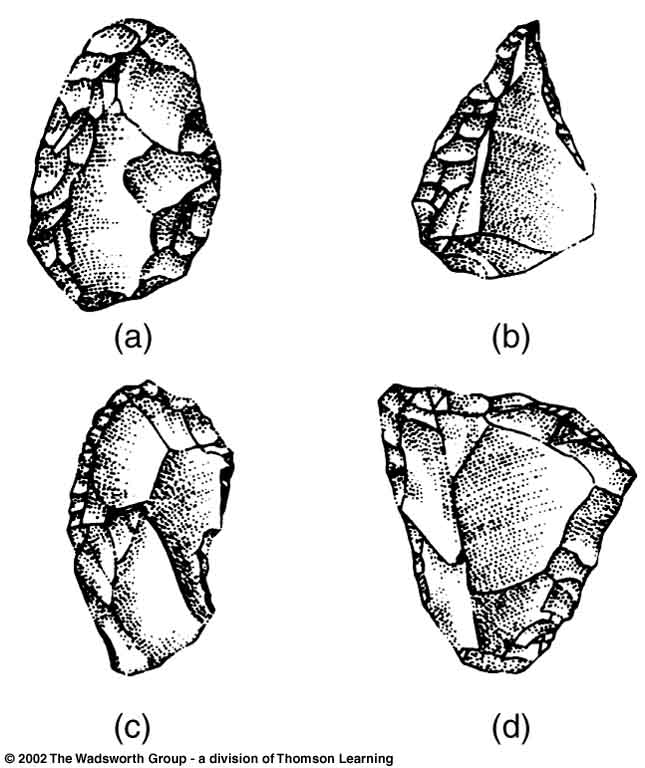 (a) (b)
(c) (d)
© 2002 The Wadsworth Group - a division of Thomson Learning